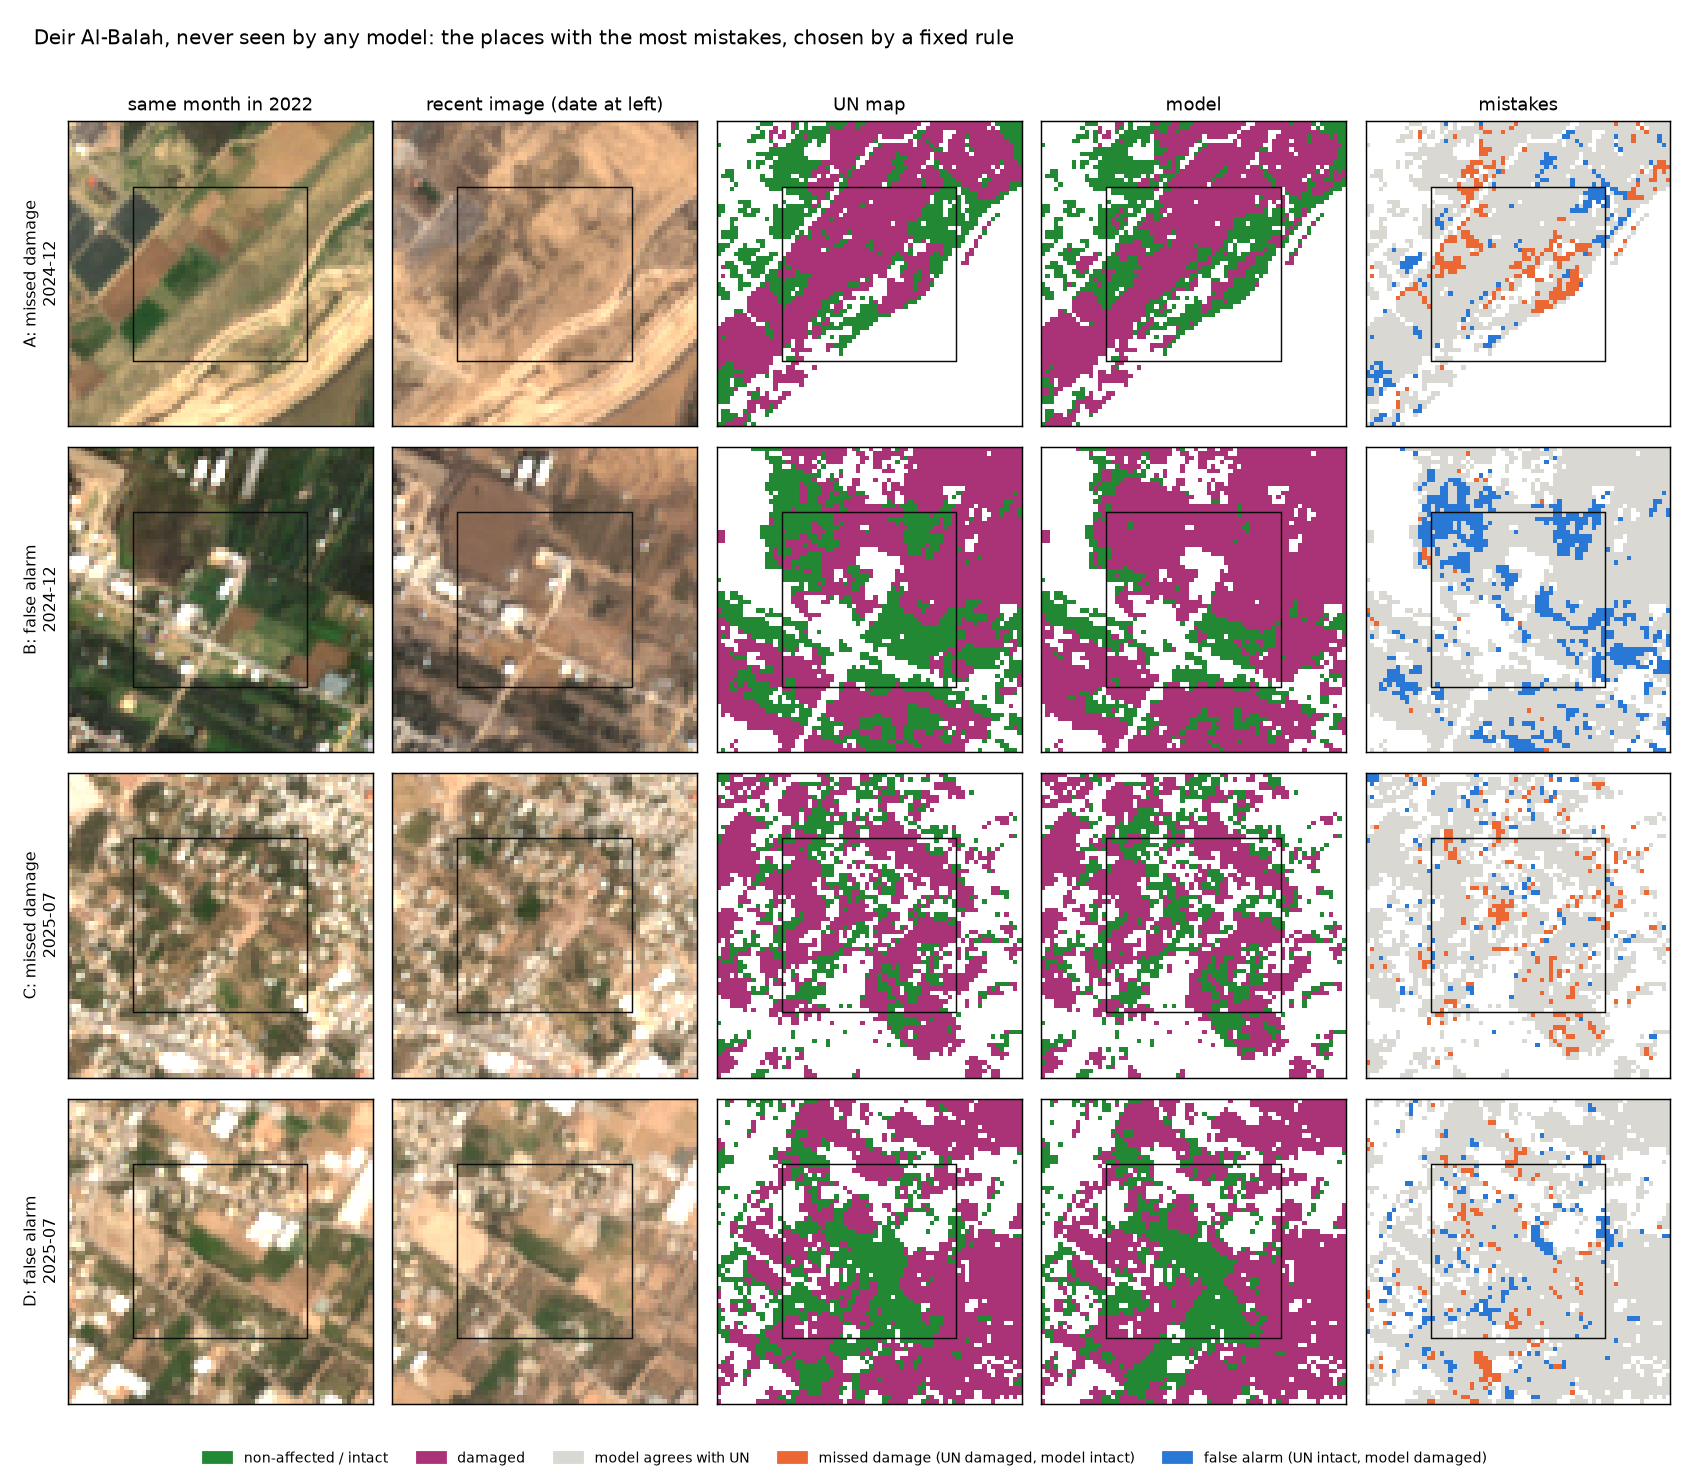 Deir Al-Balah, never seen by any model: the places with the most mistakes, chosen by a fixed rule
same month in 2022
recent image (date at left)
UN map
model
mistakes
A: missed damage
2024-12
B: false alarm
2024-12
C: missed damage
2025-07
D: false alarm
2025-07
non-affected / intact
damaged
model agrees with UN
missed damage (UN damaged, model intact)
false alarm (UN intact, model damaged)